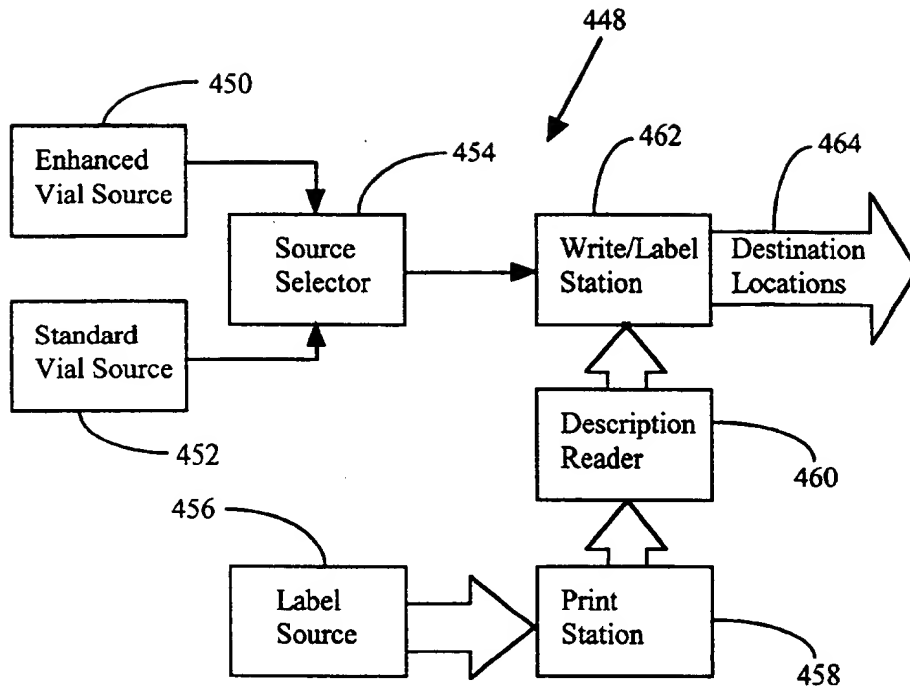 448
450
Enhanced
Vial Source
454
462
464
Source
Selector
Write/Label
Station
Destination
Locations
Standard
Vial Source
452
Description
Reader
460
456
Label
Source
Print
Station
458